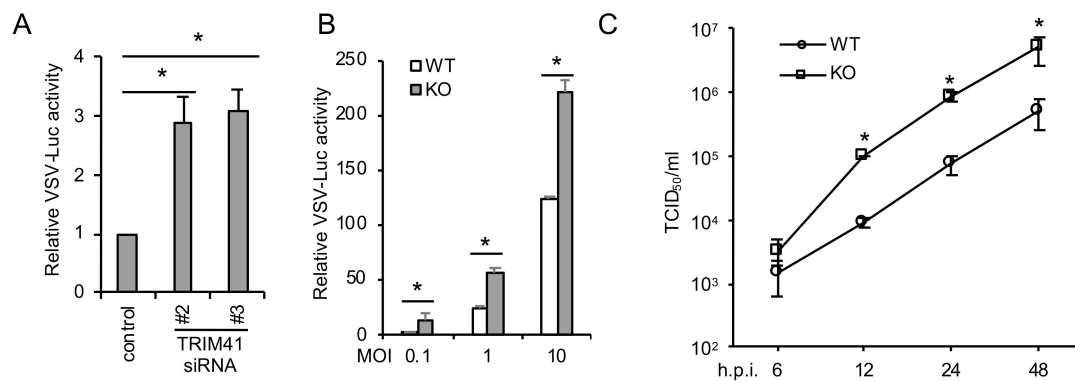 A
Relative VSV-Luc activity
4
3
2
1
0
*
*
control
#2
#3
TRIM41
siRNA
B
Relative VSV-Luc activity
250
200
150
100
50
0
WT
KO
*
*
*
MOI 0.1 1 10
C
TCID50/ml
10⁷
10⁶
10⁵
10⁴
10³
10²
WT
KO
*
*
*
h.p.i. 6 12 24 48